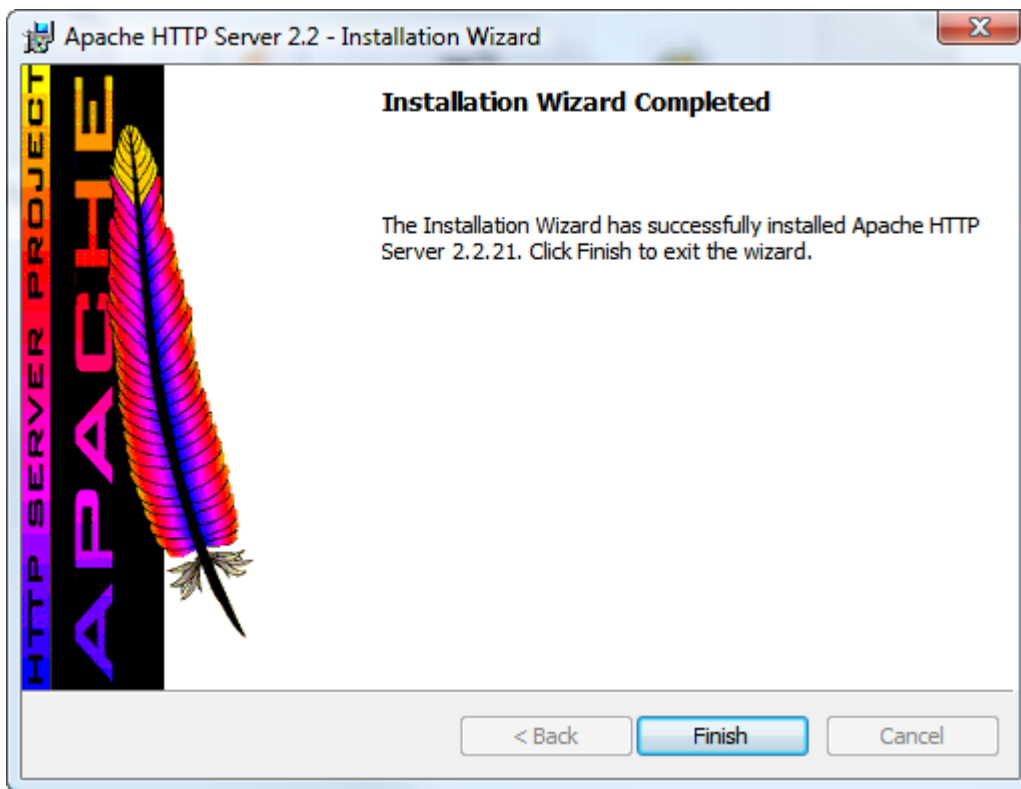 Apache HTTP Server 2.2 - Installation Wizard
HTTP SERVER PROJECT
APACHE
Installation Wizard Completed
The Installation Wizard has successfully installed Apache HTTP
Server 2.2.21. Click Finish to exit the wizard.
< Back
Finish
Cancel